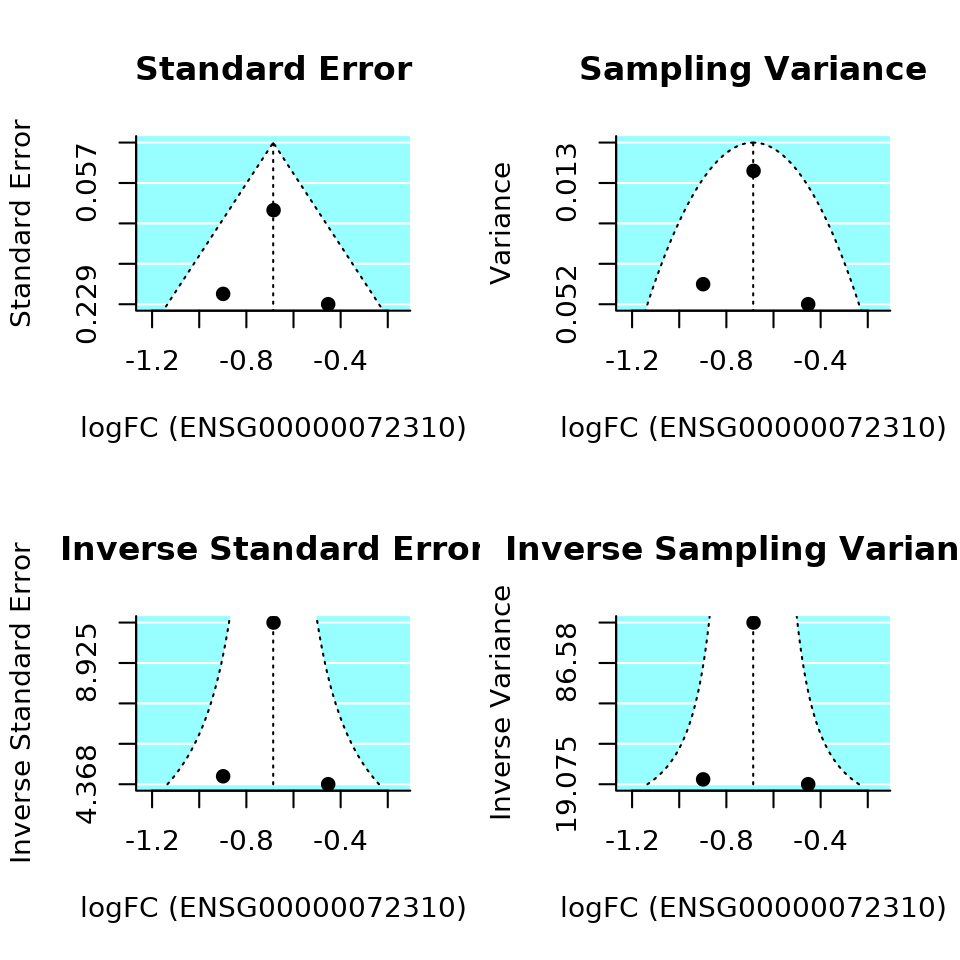 Standard Error
Standard Error
0.057
0.229
-1.2 -0.8 -0.4
logFC (ENSG00000072310)
Sampling Variance
Variance
0.013
0.052
-1.2 -0.8 -0.4
logFC (ENSG00000072310)
Inverse Standard Error
Inverse Standard Error
8.925
4.368
-1.2 -0.8 -0.4
logFC (ENSG00000072310)
Inverse Sampling Varian
Inverse Variance
86.58
19.075
-1.2 -0.8 -0.4
logFC (ENSG00000072310)